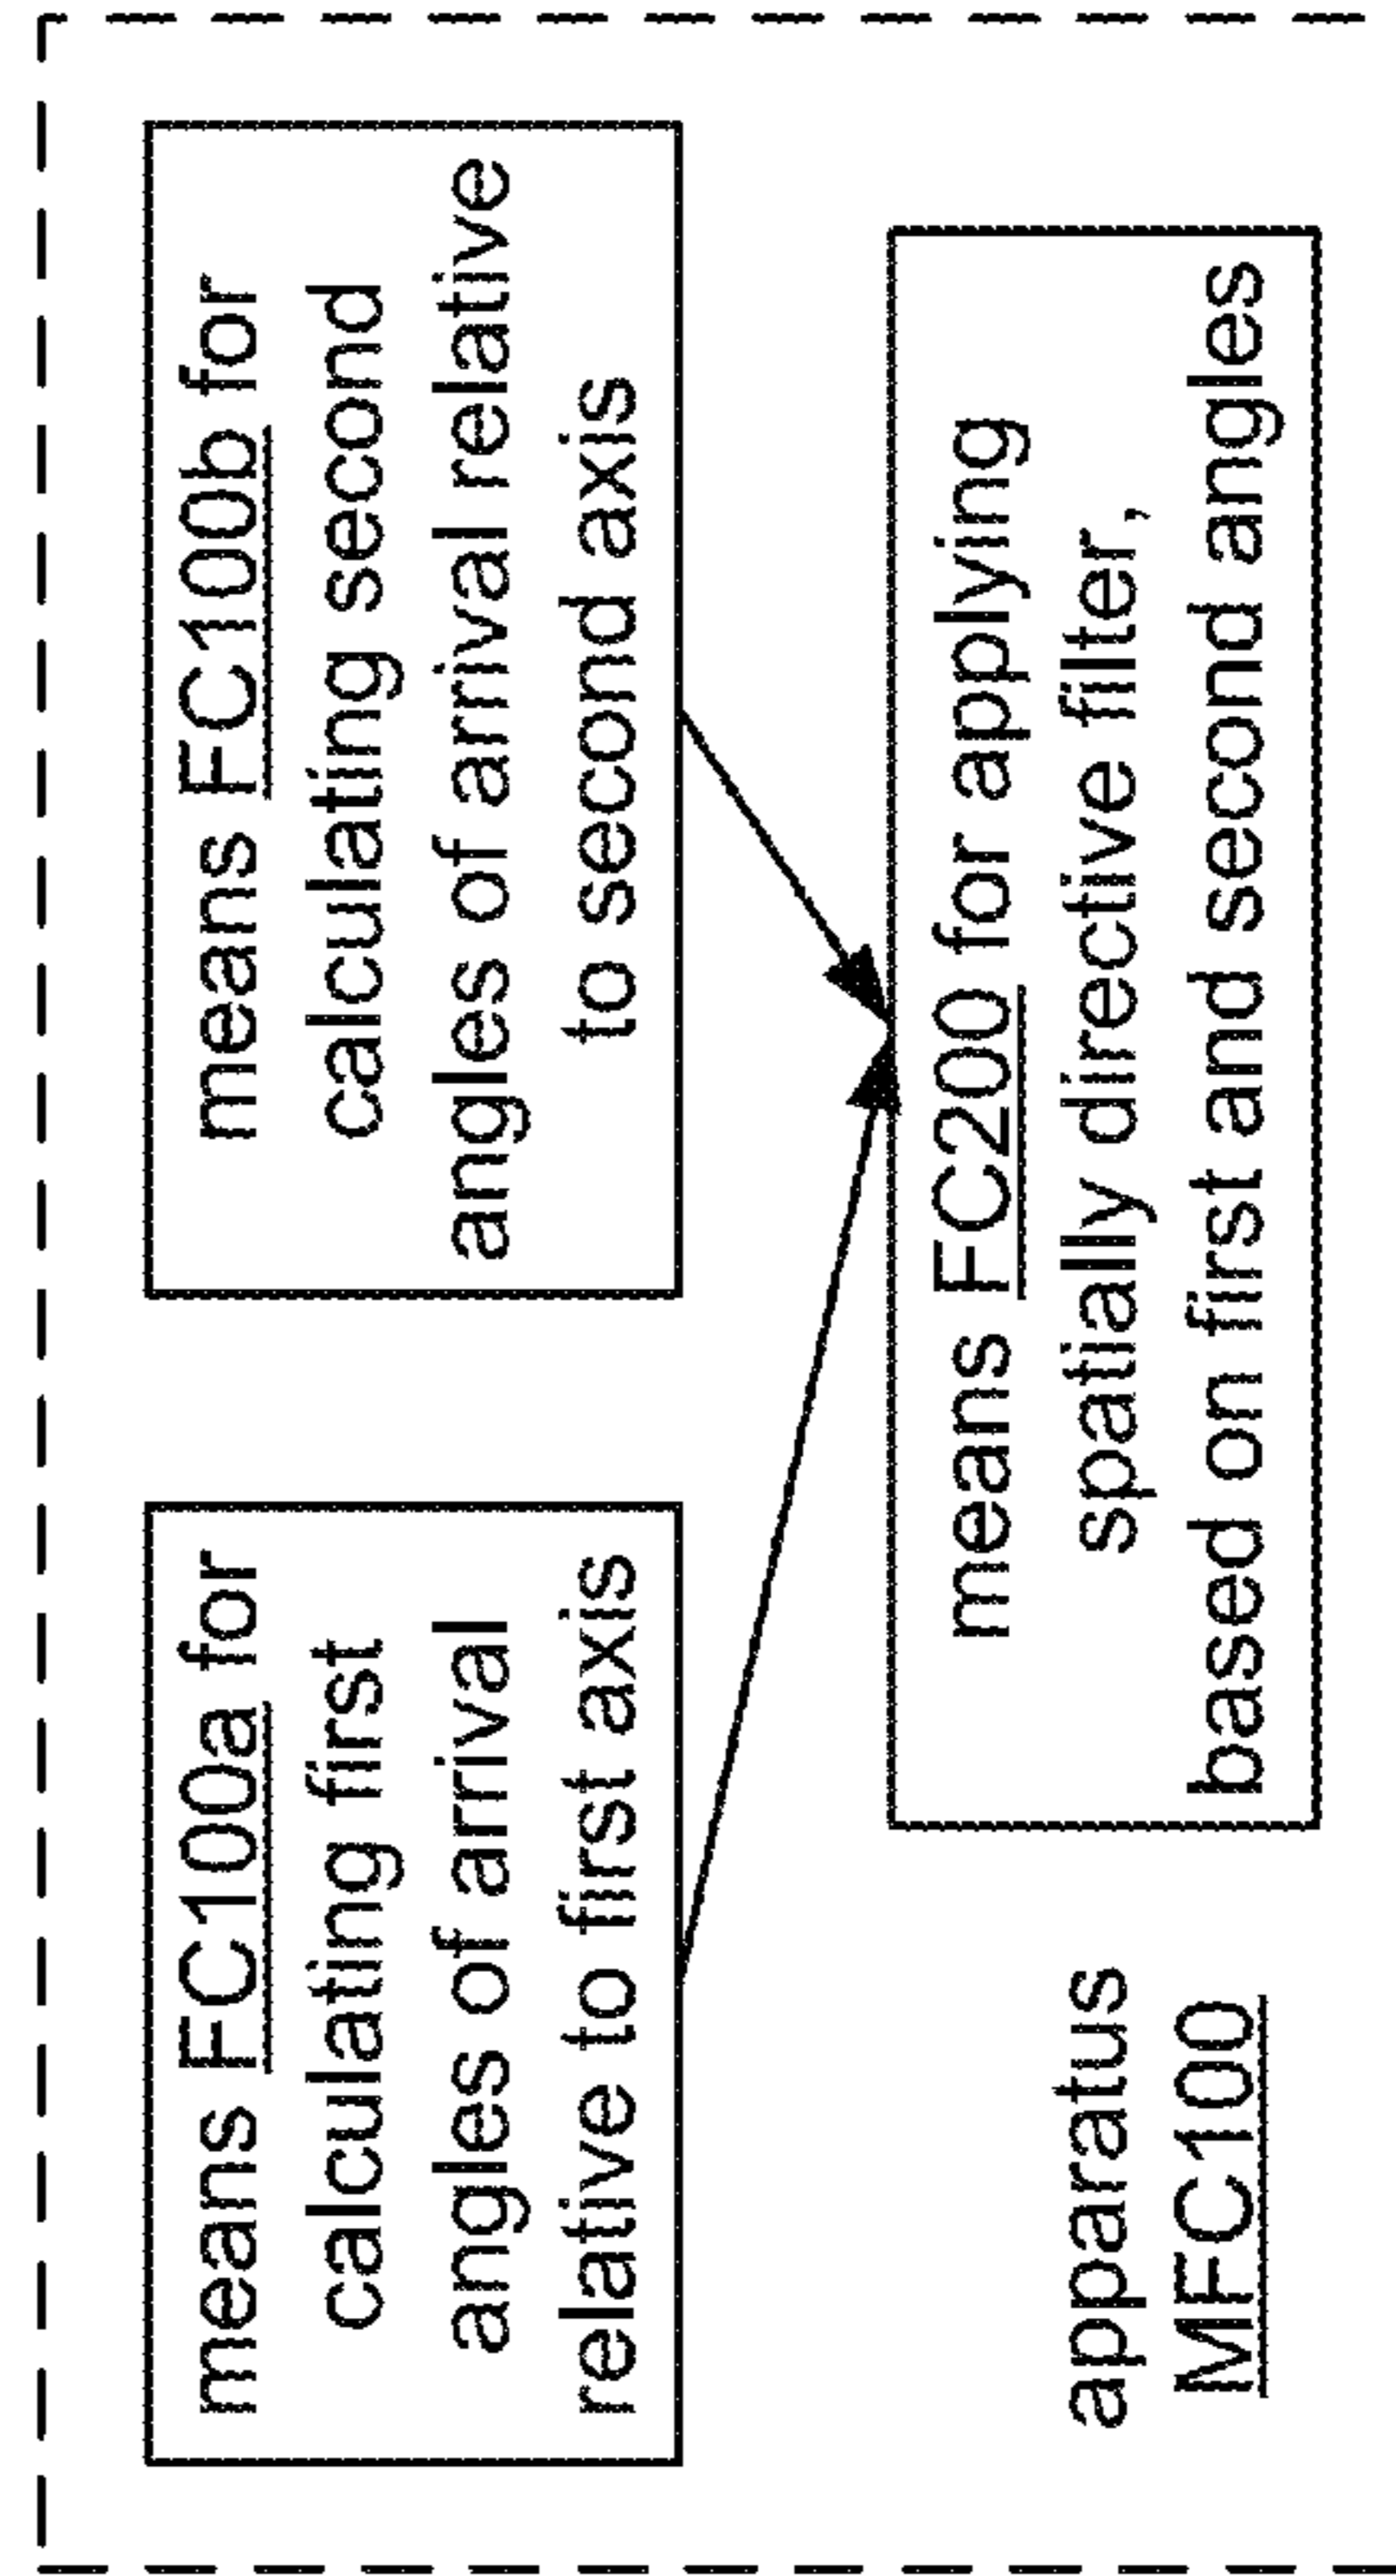 means FC100a for
calculating first
angles of arrival
relative to first axis
means FC100b for
calculating second
angles of arrival relative
to second axis
means FC200 for applying
spatially directive filter,
based on first and second angles
apparatus
MFC100